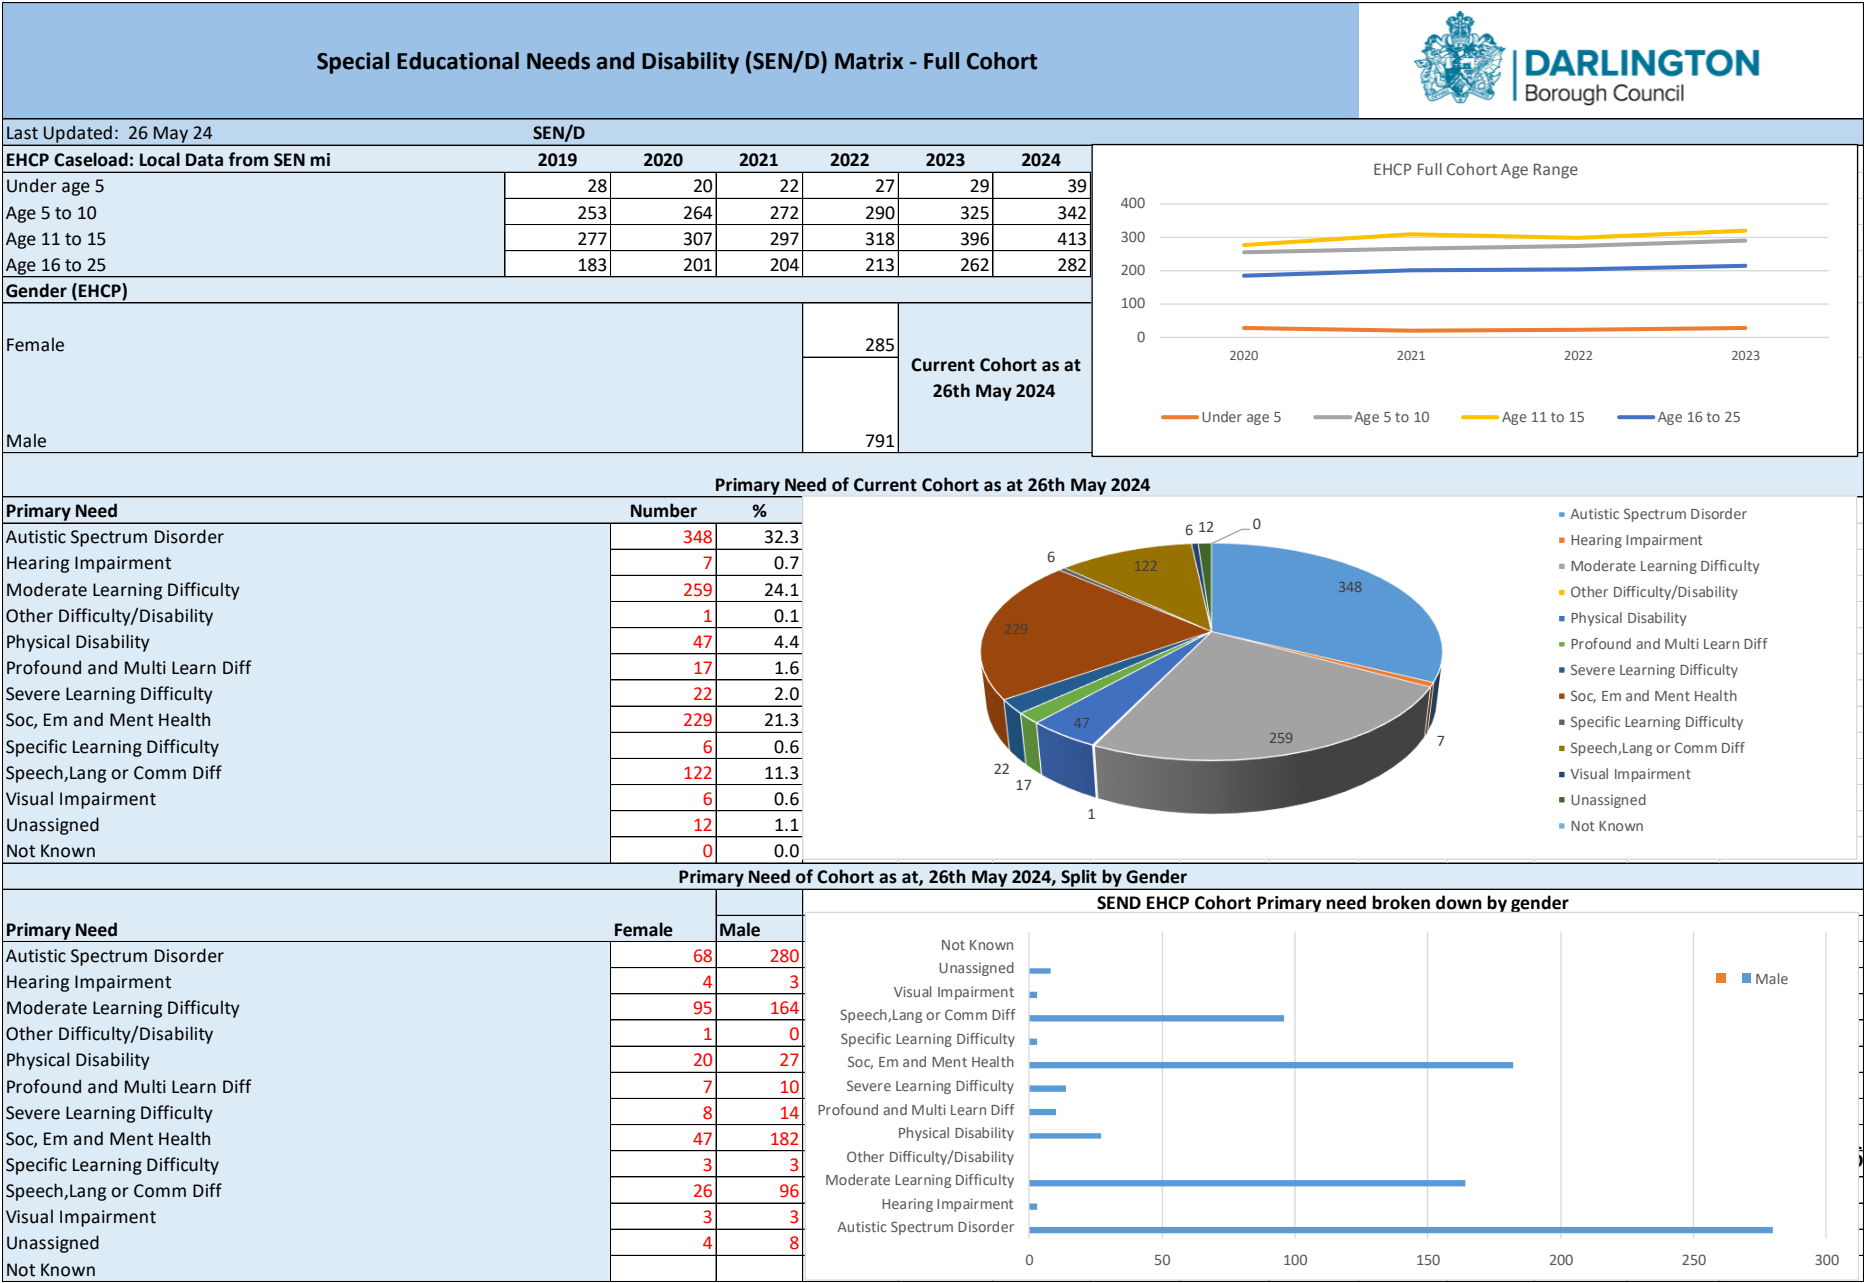 Special Educational Needs and Disability (SEN/D) Matrix - Full Cohort
DARLINGTON
Borough Council
Last Updated: 26 May 24 SEN/D
EHCP Caseload: Local Data from SEN mi 2019 2020 2021 2022 2023 2024
Under age 5 28 20 22 27 29 39
Age 5 to 10 253 264 272 290 325 342
Age 11 to 15 277 307 297 318 396 413
Age 16 to 25 183 201 204 213 262 282
Gender (EHCP)
Female 285
Male 791
Current Cohort as at
26th May 2024
EHCP Full Cohort Age Range
400
300
200
100
0
2020 2021 2022 2023
Under age 5 Age 5 to 10 Age 11 to 15 Age 16 to 25
Primary Need of Current Cohort as at 26th May 2024
Primary Need Number %
Autistic Spectrum Disorder 348 32.3
Hearing Impairment 7 0.7
Moderate Learning Difficulty 259 24.1
Other Difficulty/Disability 1 0.1
Physical Disability 47 4.4
Profound and Multi Learn Diff 17 1.6
Severe Learning Difficulty 22 2.0
Soc, Em and Ment Health 229 21.3
Specific Learning Difficulty 6 0.6
Speech,Lang or Comm Diff 122 11.3
Visual Impairment 6 0.6
Unassigned 12 1.1
Not Known 0 0.0
6 12 0
6
122
348
229
47
259
7
22
17
1
Autistic Spectrum Disorder
Hearing Impairment
Moderate Learning Difficulty
Other Difficulty/Disability
Physical Disability
Profound and Multi Learn Diff
Severe Learning Difficulty
Soc, Em and Ment Health
Specific Learning Difficulty
Speech,Lang or Comm Diff
Visual Impairment
Unassigned
Not Known
Primary Need of Cohort as at, 26th May 2024, Split by Gender
Primary Need Female Male
Autistic Spectrum Disorder 68 280
Hearing Impairment 4 3
Moderate Learning Difficulty 95 164
Other Difficulty/Disability 1 0
Physical Disability 20 27
Profound and Multi Learn Diff 7 10
Severe Learning Difficulty 8 14
Soc, Em and Ment Health 47 182
Specific Learning Difficulty 3 3
Speech,Lang or Comm Diff 26 96
Visual Impairment 3 3
Unassigned 4 8
Not Known
SEND EHCP Cohort Primary need broken down by gender
Not Known
Unassigned
Visual Impairment
Speech,Lang or Comm Diff
Specific Learning Difficulty
Soc, Em and Ment Health
Severe Learning Difficulty
Profound and Multi Learn Diff
Physical Disability
Other Difficulty/Disability
Moderate Learning Difficulty
Hearing Impairment
Autistic Spectrum Disorder
0 50 100 150 200 250 300
Male